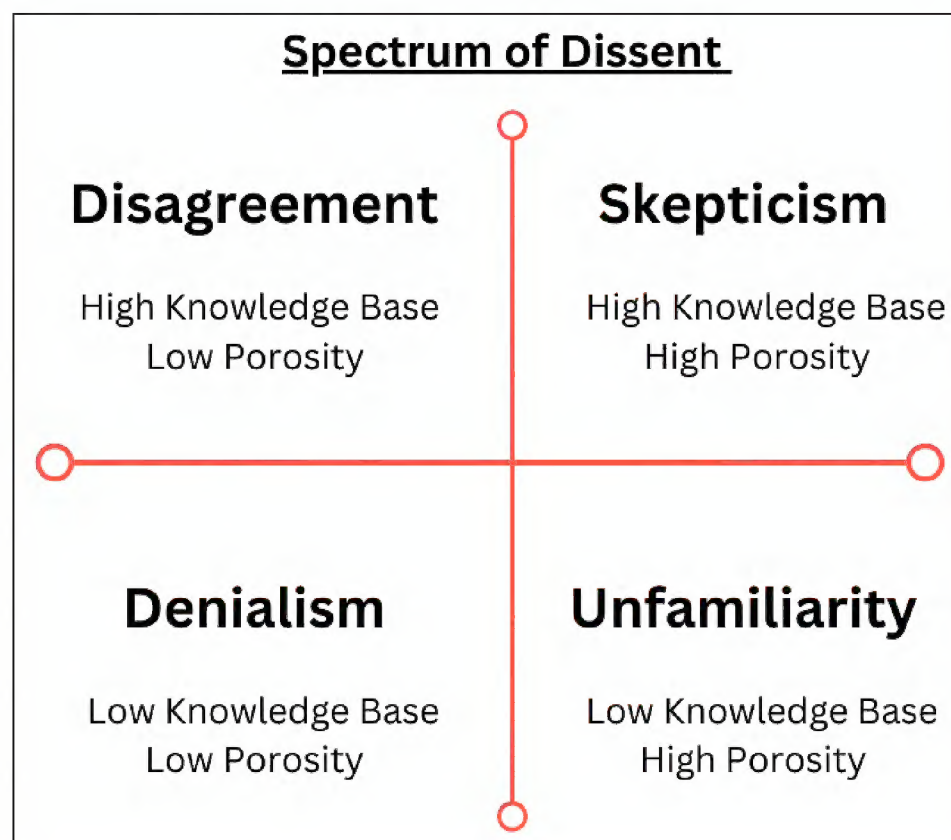 Spectrum of Dissent
Disagreement
High Knowledge Base
Low Porosity
Skepticism
High Knowledge Base
High Porosity
Denialism
Low Knowledge Base
Low Porosity
Unfamiliarity
Low Knowledge Base
High Porosity